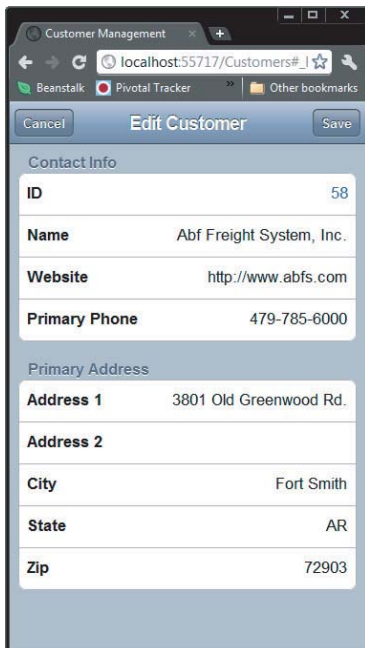 Customer Management
localhost:55717/Customers#_
Beanstalk Pivotal Tracker » Other bookmarks
Cancel Edit Customer Save
Contact Info
ID 58
Name Abf Freight System, Inc.
Website http://www.abfs.com
Primary Phone 479-785-6000
Primary Address
Address 1 3801 Old Greenwood Rd.
Address 2
City Fort Smith
State AR
Zip 72903